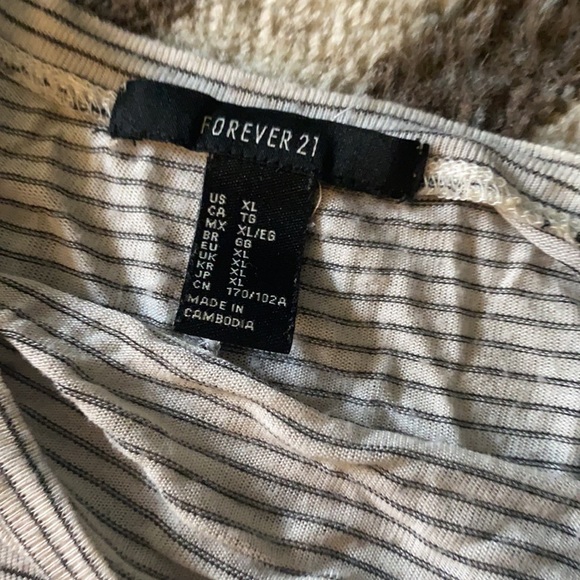 FOREVER 21
US XL
CA TG
MX XL/EG
BR GG
EU XL
UK XL
KR XL
JP XL
CN 170/102A
MADE IN
CAMBODIA